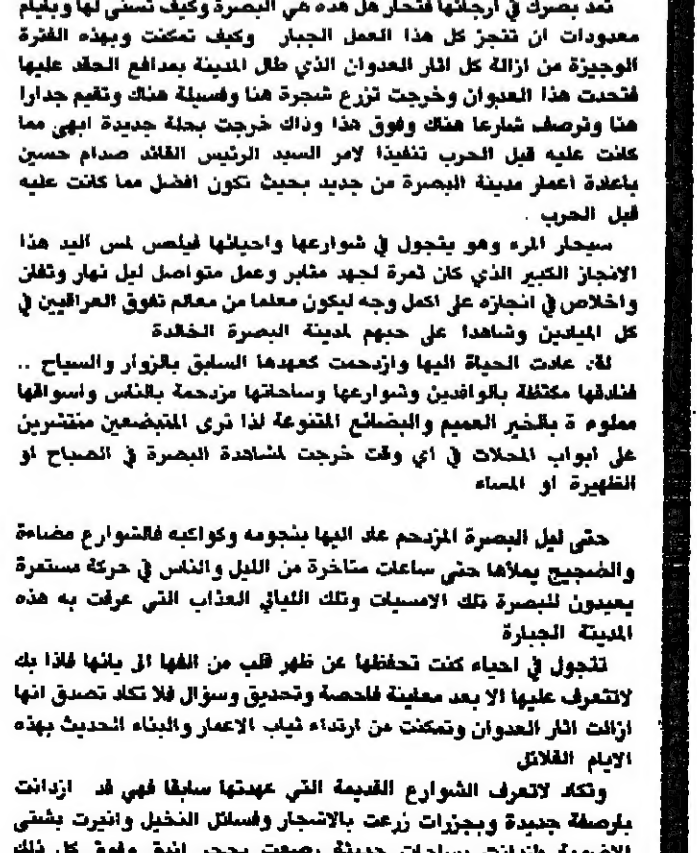 تمد بصرك في ارجائها فتحار هل هذه هي البصرة وكيف تسنى لها وبايام
معدودات ان تنجز كل هذا العمل الجبار وكيف تمكنت وبهذه الفترة
الوجيزة من ازالة كل اثار العدوان الذي طال المدينة بمدافع الحقد عليها
فتحدت هذا العدوان وخرجت تزرع شجرة هنا وفسيلة هناك وتقيم جدارا
هنا وترصف شارعا هناك وفوق هذا وذاك خرجت بحلة جديدة ابهى مما
كانت عليه قبل الحرب تنفيذا لامر السيد الرئيس القائد صدام حسين
باعادة اعمار مدينة البصرة من جديد بحيث تكون افضل مما كانت عليه
قبل الحرب .
سيحار المرء وهو يتجول في شوارعها واحيائها فيلمس لمس اليد هذا
الانجاز الكبير الذي كان ثمرة لجهد مثابر وعمل متواصل ليل نهار وتفان
واخلاص في انجازه على اكمل وجه ليكون معلما من معالم تفوق العراقيين في
كل الميادين وشاهدا على حبهم لمدينة البصرة الخالدة
عادت الحياة اليها وازدحمت كعهدها السابق بالزوار والسياح ..
فنادقها مكتظة بالوافدين وشوارعها وساحاتها مزدحمة بالناس واسواقها
مملوء ة بالخير العميم والبضائع المتنوعة لذا ترى المتبضعين منتشرين
على ابواب المحلات في اي وقت خرجت لمشاهدة البصرة في الصباح او
الظهيرة او المساء
حتى ليل البصرة المزدحم عاد اليها بنجومه وكواكبه فالشوارع مضاءة
والضجيج يملأها حتى ساعات متاخرة من الليل والناس في حركة مستمرة
يعيدون للبصرة تلك الامسيات وتلك الليالي العذاب التي عرفت به هذه
المدينة الجبارة
تتجول في احياء كنت تحفظها عن ظهر قلب من الفها الى يائها فاذا بك
لاتتعرف عليها الا بعد معاينة فاحصة وتحديق وسؤال فلا تكاد تصدق انها
ازالت اثار العدوان وتمكنت من ارتداء ثياب الاعمار والبناء الحديث بهذه
الايام القلائل
وتكاد لاتعرف الشوارع القديمة التي عهدتها سابقا فهي قد ازدانت
بارصفة جديدة وبجزرات زرعت بالاشجار وفسائل النخيل وانيرت بشتى
بساحات حديثة رصعت بحجر انيق وفوق كل ذلك